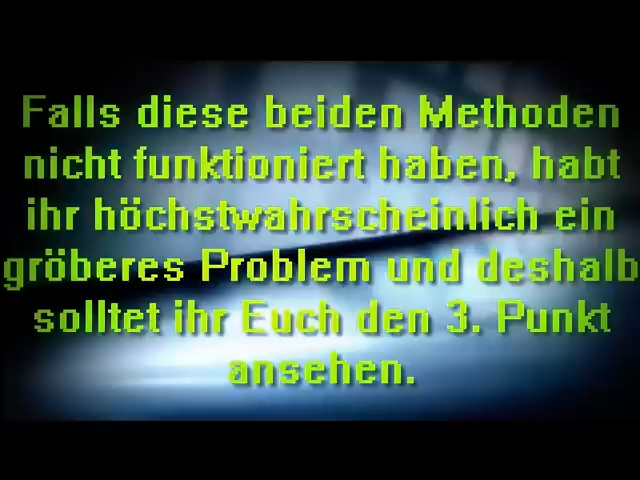 Falls diese beiden Methoden
nicht funktioniert haben, habt
ihr höchstwahrscheinlich ein
gröberes Problem und deshalb
solltet ihr Euch den 3. Punkt
ansehen.